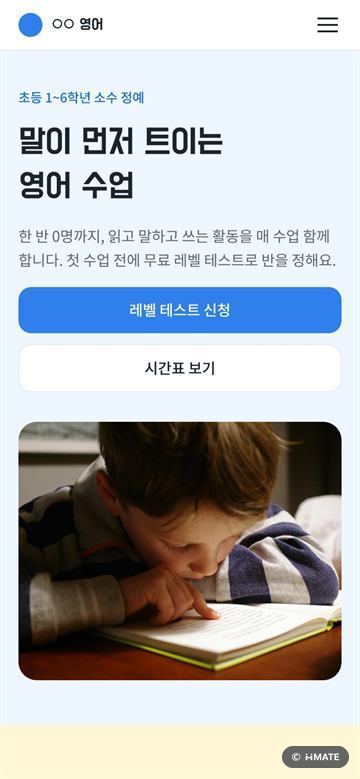 ○○ 영어
초등 1~6학년 소수 정예
말이 먼저 트이는
영어 수업
한 반 0명까지, 읽고 말하고 쓰는 활동을 매 수업 함께
합니다. 첫 수업 전에 무료 레벨 테스트로 반을 정해요.
레벨 테스트 신청
시간표 보기
© HMATE